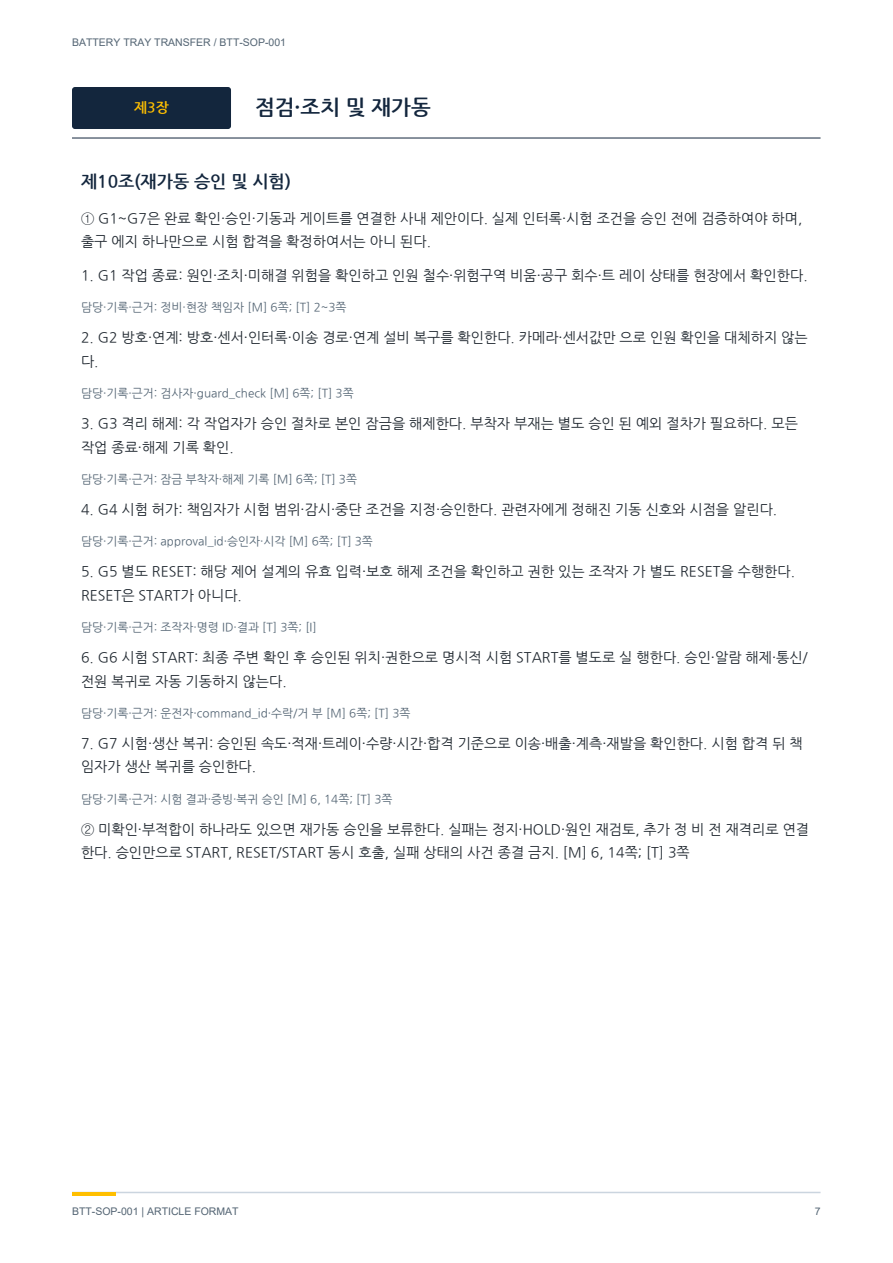 BATTERY TRAY TRANSFER / BTT-SOP-001
제3장
점검·조치 및 재가동
제10조(재가동 승인 및 시험)
① G1~G7은 완료 확인·승인·기동과 게이트를 연결한 사내 제안이다. 실제 인터록·시험 조건을 승인 전에 검증하여야 하며,
출구 에지 하나만으로 시험 합격을 확정하여서는 아니 된다.
1. G1 작업 종료: 원인·조치·미해결 위험을 확인하고 인원 철수·위험구역 비움·공구 회수·트 레이 상태를 현장에서 확인한다.
담당·기록·근거: 정비·현장 책임자 [M] 6쪽; [T] 2~3쪽
2. G2 방호·연계: 방호·센서·인터록·이송 경로·연계 설비 복구를 확인한다. 카메라·센서값만 으로 인원 확인을 대체하지 않는
다.
담당·기록·근거: 검사자·guard_check [M] 6쪽; [T] 3쪽
3. G3 격리 해제: 각 작업자가 승인 절차로 본인 잠금을 해제한다. 부착자 부재는 별도 승인 된 예외 절차가 필요하다. 모든
작업 종료·해제 기록 확인.
담당·기록·근거: 잠금 부착자·해제 기록 [M] 6쪽; [T] 3쪽
4. G4 시험 허가: 책임자가 시험 범위·감시·중단 조건을 지정·승인한다. 관련자에게 정해진 기동 신호와 시점을 알린다.
담당·기록·근거: approval_id·승인자·시각 [M] 6쪽; [T] 3쪽
5. G5 별도 RESET: 해당 제어 설계의 유효 입력·보호 해제 조건을 확인하고 권한 있는 조작자 가 별도 RESET을 수행한다.
RESET은 START가 아니다.
담당·기록·근거: 조작자·명령 ID·결과 [T] 3쪽; [I]
6. G6 시험 START: 최종 주변 확인 후 승인된 위치·권한으로 명시적 시험 START를 별도로 실 행한다. 승인·알람 해제·통신/
전원 복귀로 자동 기동하지 않는다.
담당·기록·근거: 운전자·command_id·수락/거 부 [M] 6쪽; [T] 3쪽
7. G7 시험·생산 복귀: 승인된 속도·적재·트레이·수량·시간·합격 기준으로 이송·배출·계측·재발을 확인한다. 시험 합격 뒤 책
임자가 생산 복귀를 승인한다.
담당·기록·근거: 시험 결과·증빙·복귀 승인 [M] 6, 14쪽; [T] 3쪽
② 미확인·부적합이 하나라도 있으면 재가동 승인을 보류한다. 실패는 정지·HOLD·원인 재검토, 추가 정 비 전 재격리로 연결
한다. 승인만으로 START, RESET/START 동시 호출, 실패 상태의 사건 종결 금지. [M] 6, 14쪽; [T] 3쪽
BTT-SOP-001 | ARTICLE FORMAT
7